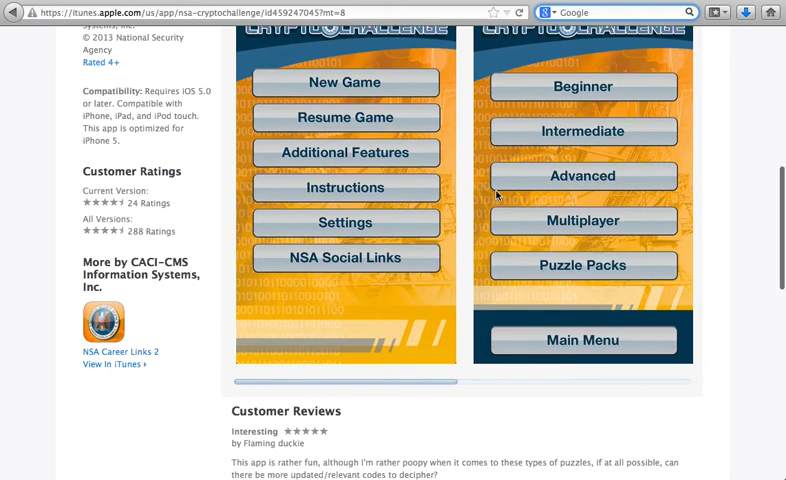 https://itunes.apple.com/us/app/nsa-cryptochallenge/id459247045?mt=8
Google
Systems, Inc.
© 2013 National Security
Agency
Rated 4+
Compatibility: Requires iOS 5.0
or later. Compatible with
iPhone, iPad, and iPod touch.
This app is optimized for
iPhone 5.
Customer Ratings
Current Version:
24 Ratings
All Versions:
288 Ratings
More by CACI-CMS
Information Systems,
Inc.
NSA Career Links 2
View In iTunes
CRYPTOCHALLENGE
New Game
Resume Game
Additional Features
Instructions
Settings
NSA Social Links
CRYPTOCHALLENGE
Beginner
Intermediate
Advanced
Multiplayer
Puzzle Packs
Main Menu
Customer Reviews
Interesting ★★★★★
by Flaming duckie
This app is rather fun, although i'm rather poopy when it comes to these types of puzzles, if at all possible, can
there be more updated/relevant codes to decipher?